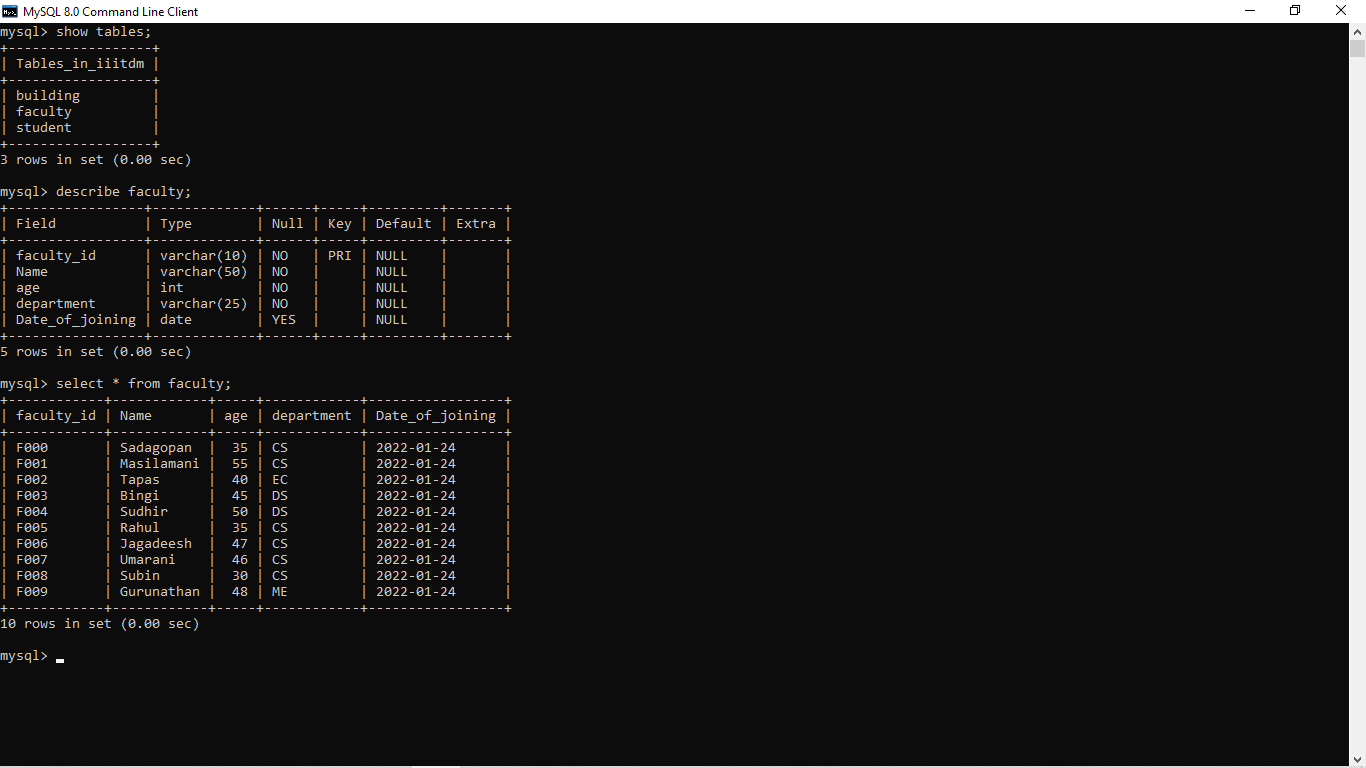 MySQL 8.0 Command Line Client
mysql> show tables;
+------------------+
| Tables_in_iiitdm |
+------------------+
| building         |
| faculty          |
| student          |
+------------------+
3 rows in set (0.00 sec)

mysql> describe faculty;
+-----------------+-------------+------+-----+---------+-------+
| Field           | Type        | Null | Key | Default | Extra |
+-----------------+-------------+------+-----+---------+-------+
| faculty_id      | varchar(10) | NO   | PRI | NULL    |       |
| Name            | varchar(50) | NO   |     | NULL    |       |
| age             | int         | NO   |     | NULL    |       |
| department      | varchar(25) | NO   |     | NULL    |       |
| Date_of_joining | date        | YES  |     | NULL    |       |
+-----------------+-------------+------+-----+---------+-------+
5 rows in set (0.00 sec)

mysql> select * from faculty;
+------------+------------+-----+------------+-----------------+
| faculty_id | Name       | age | department | Date_of_joining |
+------------+------------+-----+------------+-----------------+
| F000       | Sadagopan  |  35 | CS         | 2022-01-24      |
| F001       | Masilamani |  55 | CS         | 2022-01-24      |
| F002       | Tapas      |  40 | EC         | 2022-01-24      |
| F003       | Bingi      |  45 | DS         | 2022-01-24      |
| F004       | Sudhir     |  50 | DS         | 2022-01-24      |
| F005       | Rahul      |  35 | CS         | 2022-01-24      |
| F006       | Jagadeesh  |  47 | CS         | 2022-01-24      |
| F007       | Umarani    |  46 | CS         | 2022-01-24      |
| F008       | Subin      |  30 | CS         | 2022-01-24      |
| F009       | Gurunathan |  48 | ME         | 2022-01-24      |
+------------+------------+-----+------------+-----------------+
10 rows in set (0.00 sec)

mysql>